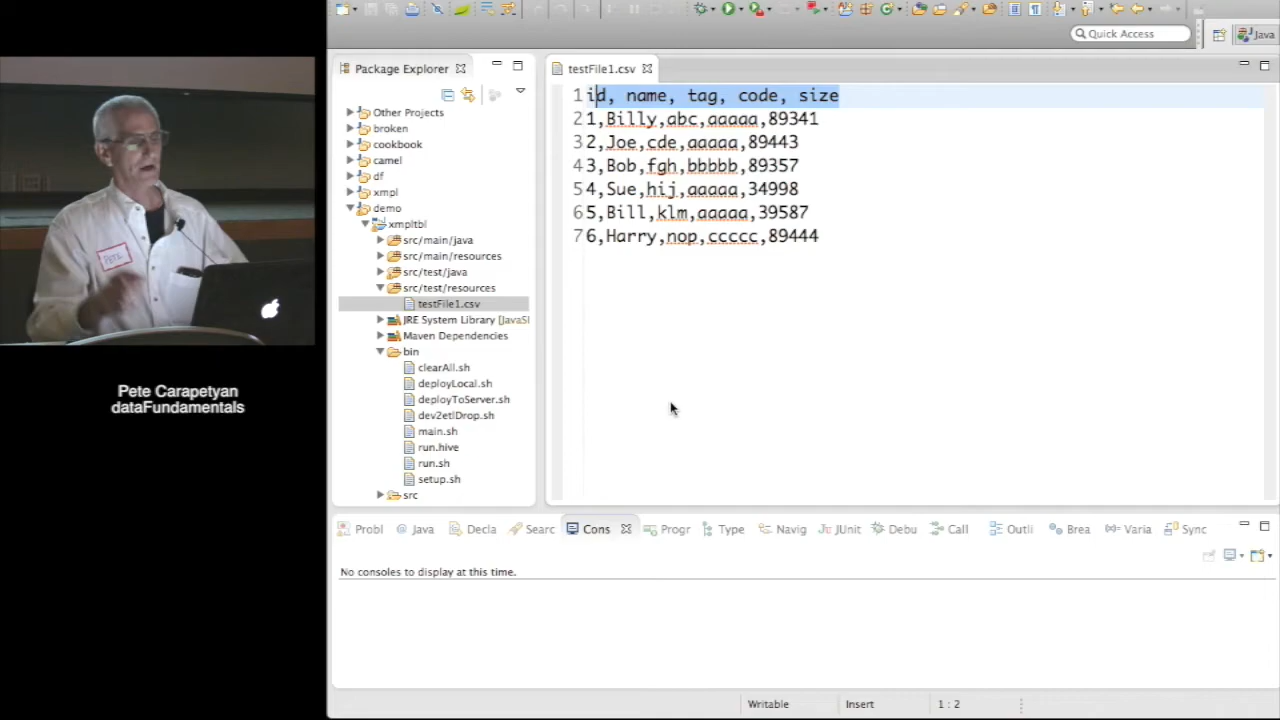 Quick Access
Java
Package Explorer
testFile1.csv
Other Projects
broken
cookbook
camel
df
xmpl
demo
xmpltbl
src/main/java
src/main/resources
src/test/java
src/test/resources
testFile1.csv
JRE System Library [JavaSI
Maven Dependencies
bin
clearAll.sh
deployLocal.sh
deployToServer.sh
dev2etlDrop.sh
main.sh
run.hive
run.sh
setup.sh
src
1 id, name, tag, code, size
2 1,Billy,abc,aaaaa,89341
3 2,Joe,cde,aaaaa,89443
4 3,Bob,fgh,bbbbb,89357
5 4,Sue,hij,aaaaa,34998
6 5,Bill,klm,aaaaa,39587
7 6,Harry,nop,ccccc,89444
PETE
Pete Carapetyan
dataFundamentals
Probl @ Java Decla Searc Cons Progr Type Navig JUnit Debu Call Outli Brea Varia Sync
No consoles to display at this time.
Writable Insert 1 : 2